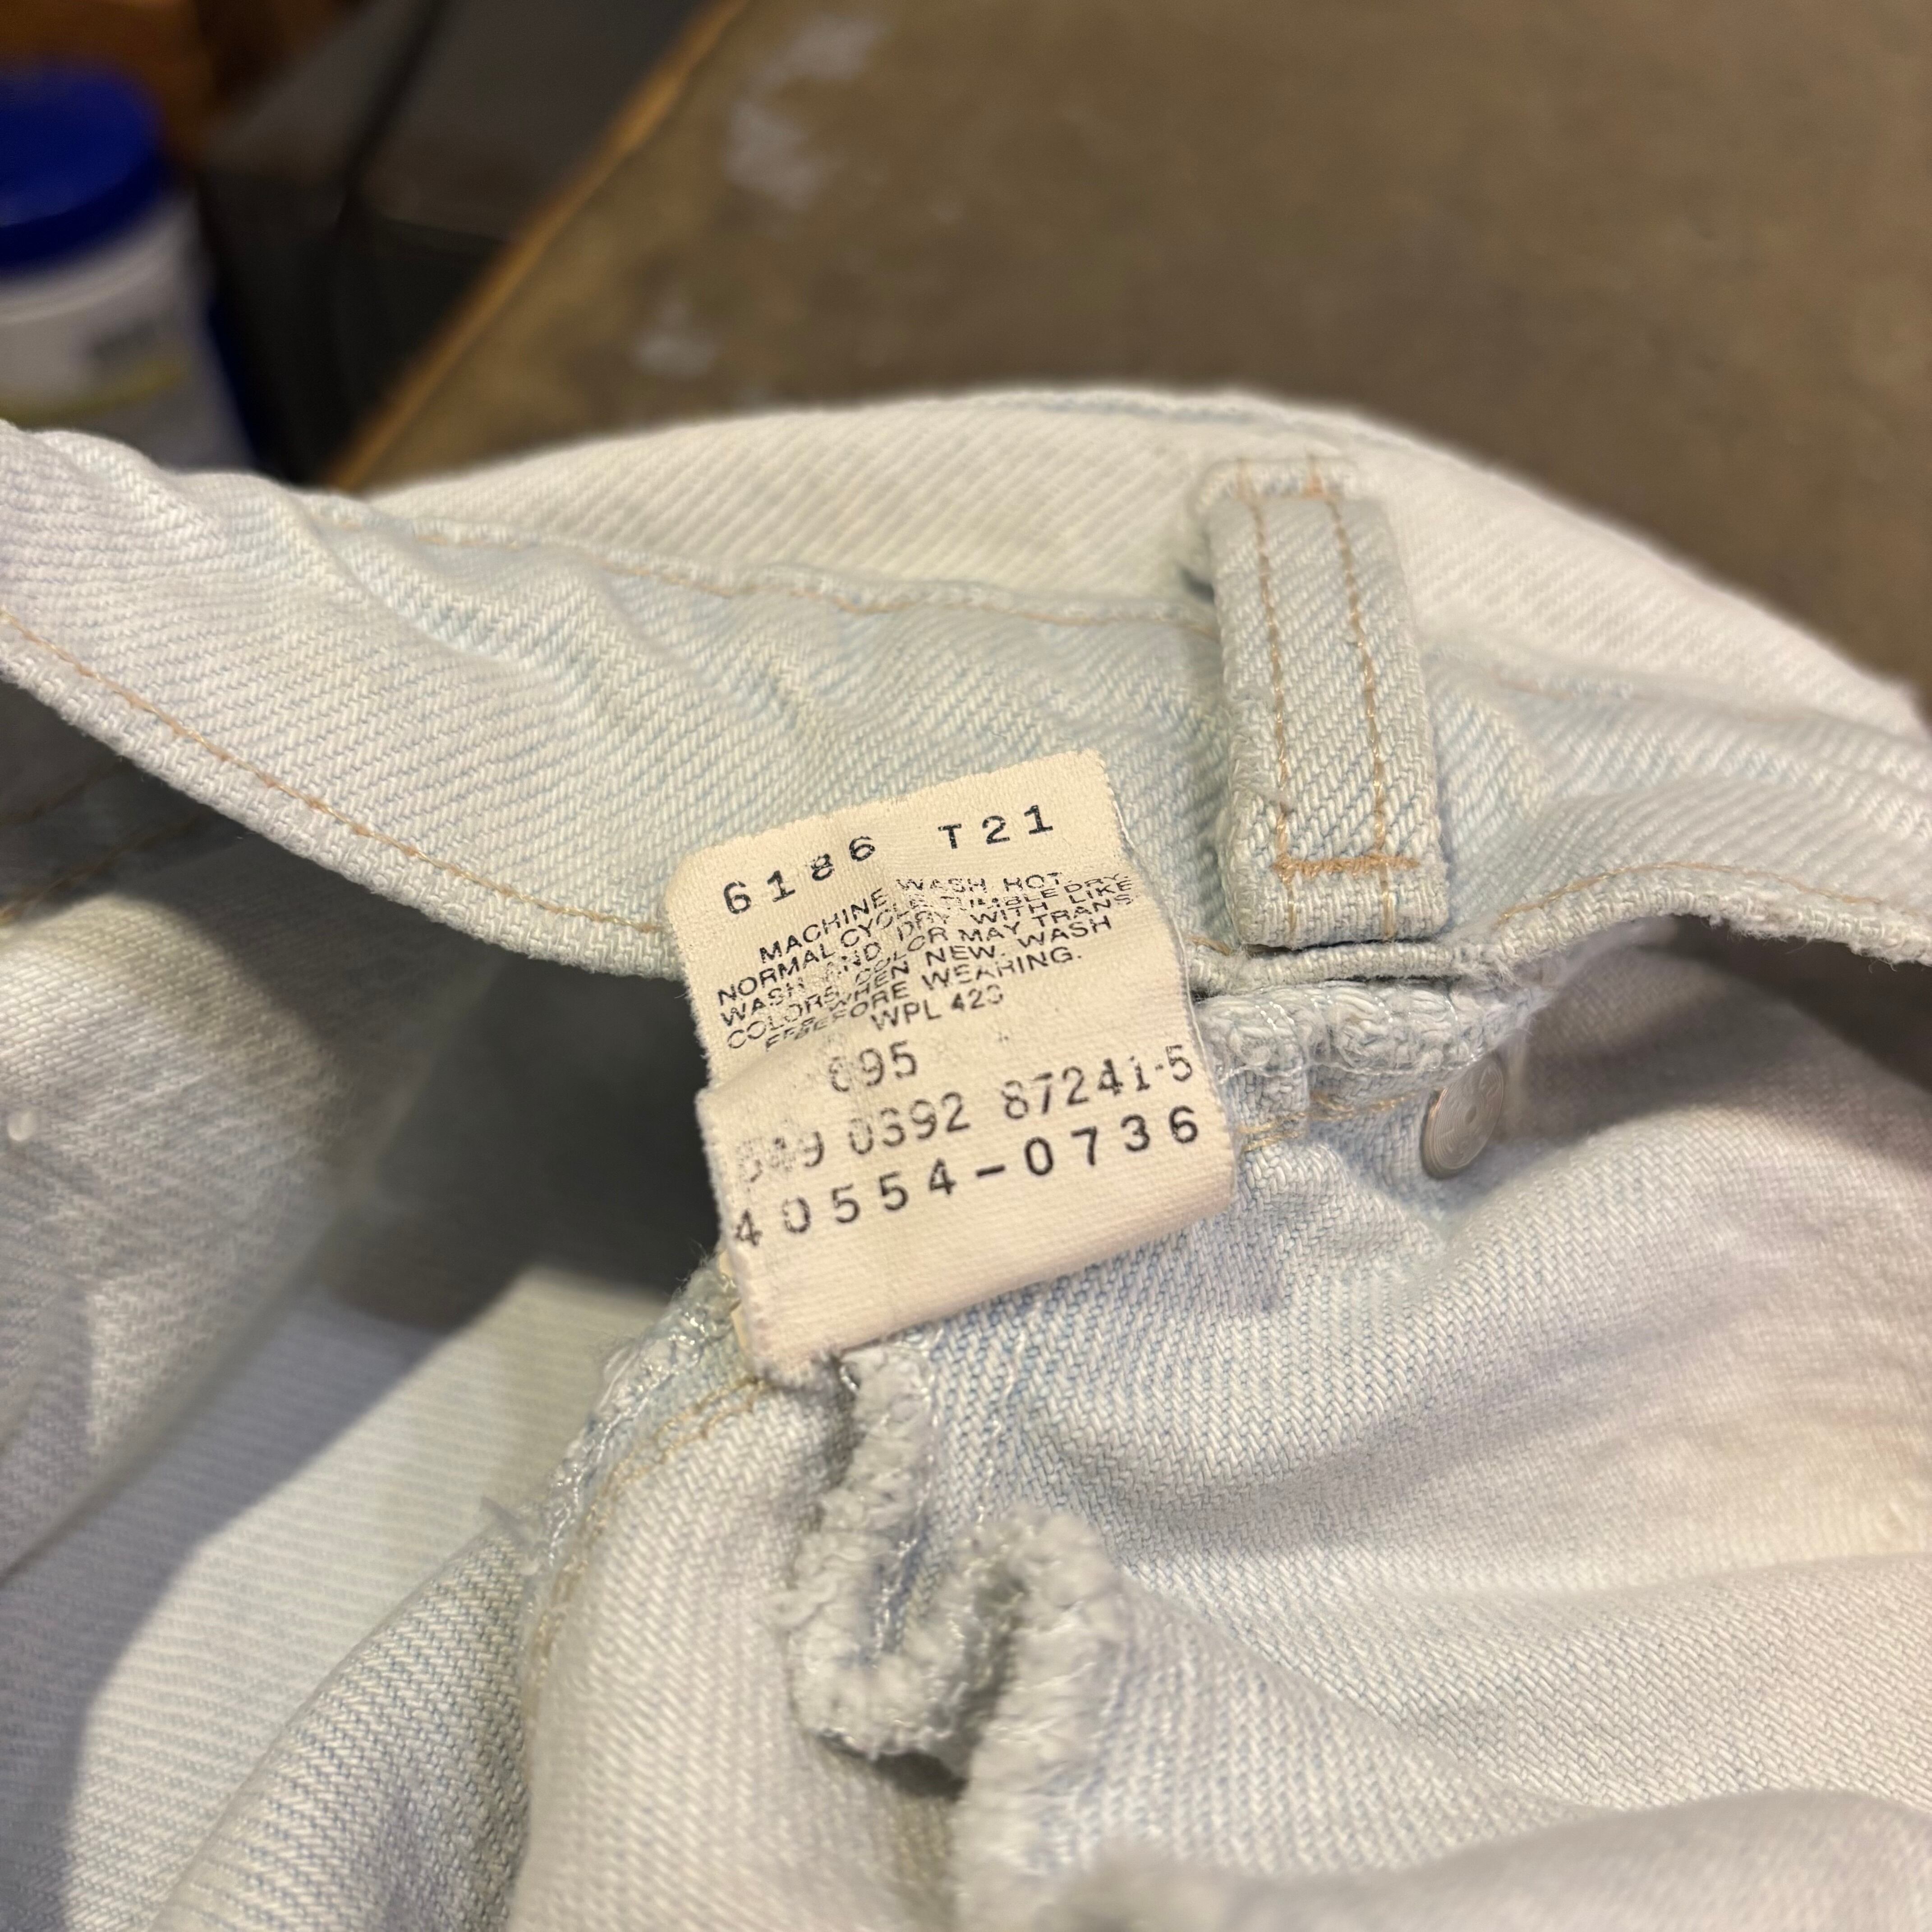 6186 T21
MACHINE WASH HOT,
NORMAL CYCLE, TUMBLE DRY.
WASH AND DRY WITH LIKE
COLORS. COLOR MAY TRANS
WHEN NEW. WASH
BEFORE WEARING.
WPL 423
695
0392 87241-5
40554-0736